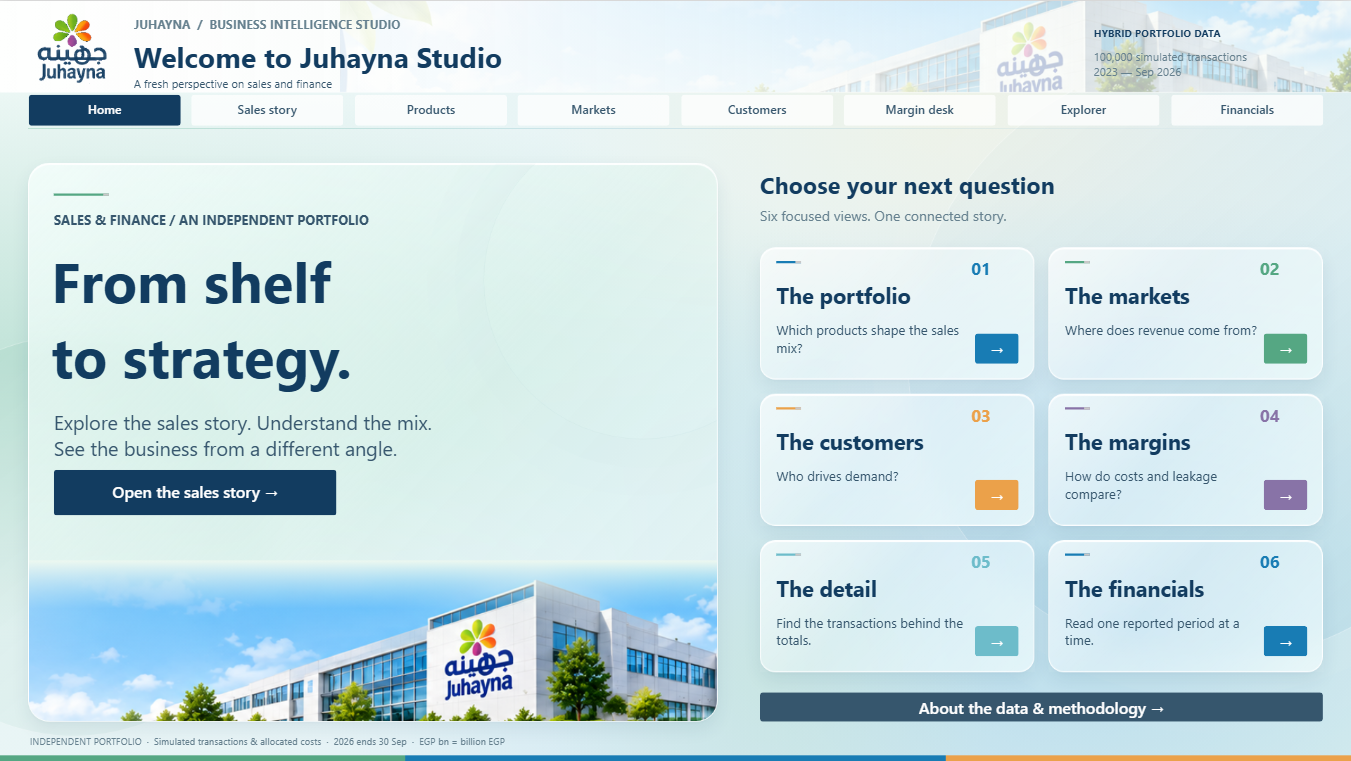 جهينه
Juhayna
JUHAYNA / BUSINESS INTELLIGENCE STUDIO
Welcome to Juhayna Studio
A fresh perspective on sales and finance
جهينه
Juhayna
HYBRID PORTFOLIO DATA
100,000 simulated transactions
2023 — Sep 2026
Home
Sales story
Products
Markets
Customers
Margin desk
Explorer
Financials
SALES & FINANCE / AN INDEPENDENT PORTFOLIO
From shelf
to strategy.
Explore the sales story. Understand the mix.
See the business from a different angle.
Open the sales story →
جهينه
Juhayna
Choose your next question
Six focused views. One connected story.
01
The portfolio
Which products shape the sales
mix?
→
02
The markets
Where does revenue come from?
→
03
The customers
Who drives demand?
→
04
The margins
How do costs and leakage
compare?
→
05
The detail
Find the transactions behind the
totals.
→
06
The financials
Read one reported period at a
time.
→
About the data & methodology →
INDEPENDENT PORTFOLIO · Simulated transactions & allocated costs · 2026 ends 30 Sep · EGP bn = billion EGP